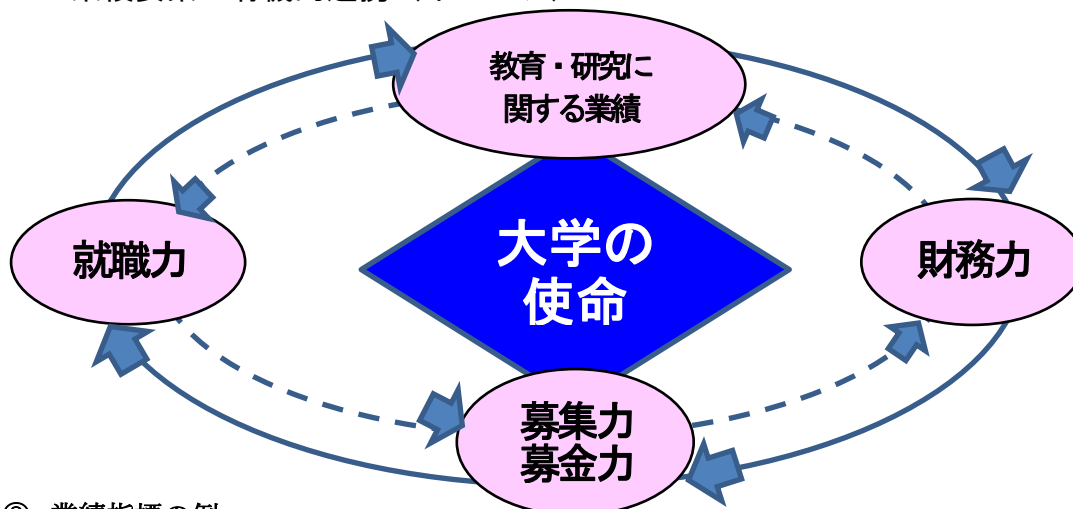 教育・研究に
関する業績
大学の
使命
就職力
財務力
募集力
募金力